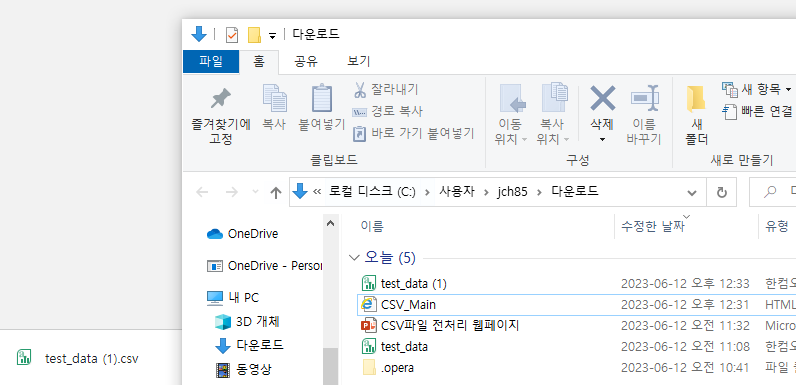 다운로드
파일 홈 공유 보기
즐겨찾기에 고정
복사
붙여넣기
잘라내기
경로 복사
바로 가기 붙여넣기
이동 위치
복사 위치
삭제
이름 바꾸기
새 폴더
새 항목
빠른 연결
클립보드 구성 새로 만들기
« 로컬 디스크 (C:) > 사용자 > jch85 > 다운로드
이름 수정한 날짜 유형
OneDrive
OneDrive - Person
내 PC
3D 개체
다운로드
동영상
오늘 (5)
test_data (1) 2023-06-12 오후 12:33 한컴오
CSV_Main 2023-06-12 오후 12:31 HTML
CSV파일 전처리 웹페이지 2023-06-12 오전 11:32 Micro
test_data 2023-06-12 오전 11:08 한컴오
.opera 2023-06-12 오전 10:41 파일
test_data (1).csv